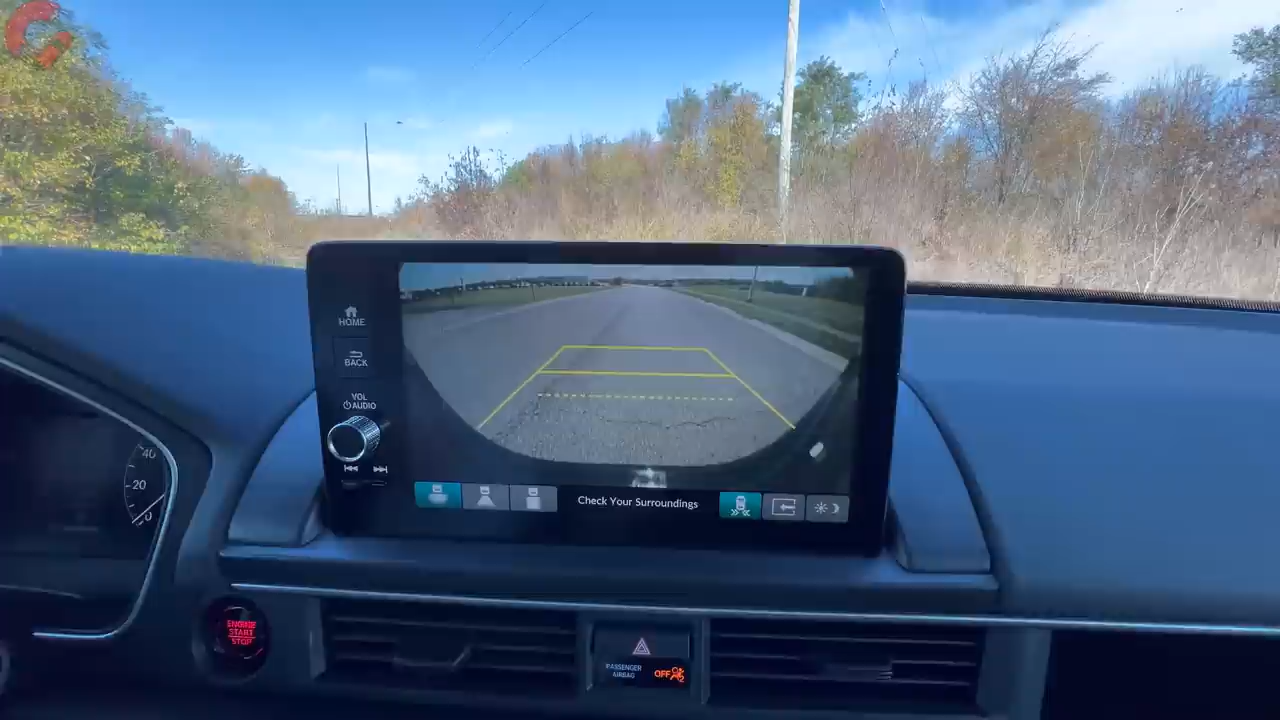 HOME
BACK
VOL
AUDIO
40
20
0
Check Your Surroundings
ENGINE
START
STOP
PASSENGER
AIRBAG
OFF